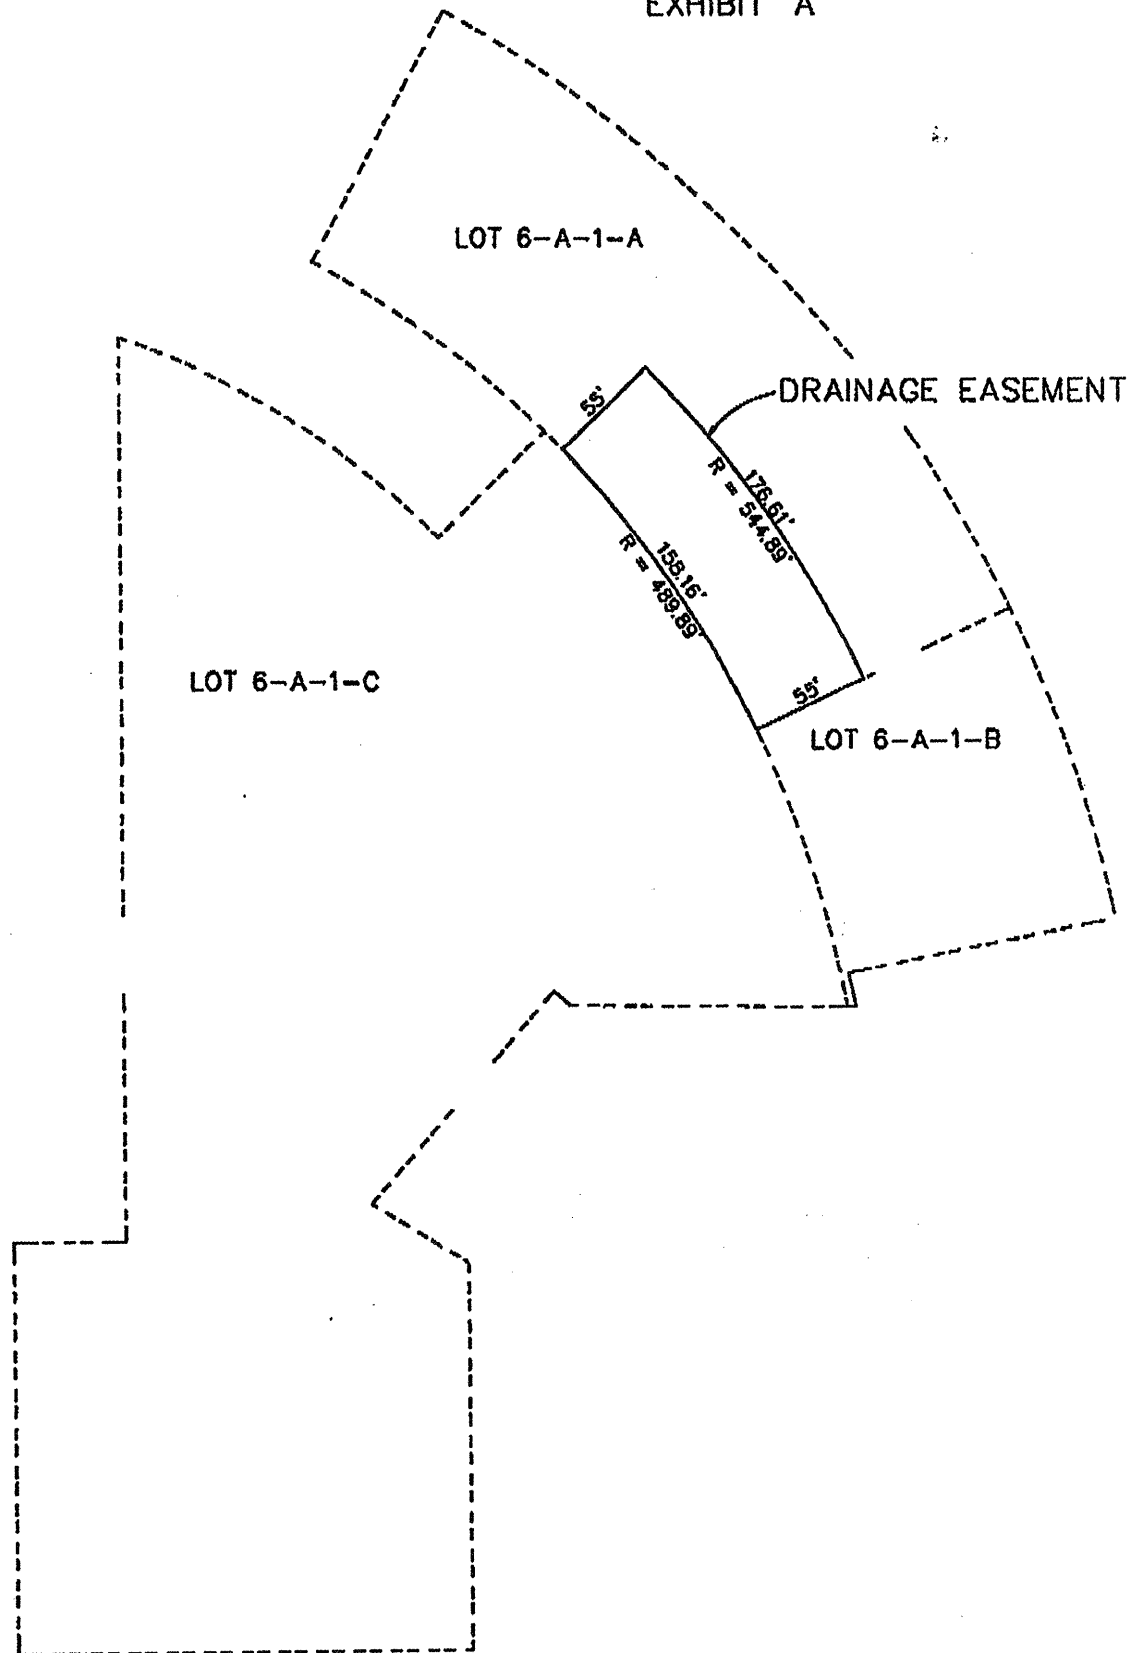 EXHIBIT "A"
LOT 6-A-1-A
DRAINAGE EASEMENT
55'
176.61'
R = 544.89'
158.16'
R = 489.89'
LOT 6-A-1-C
55'
LOT 6-A-1-B